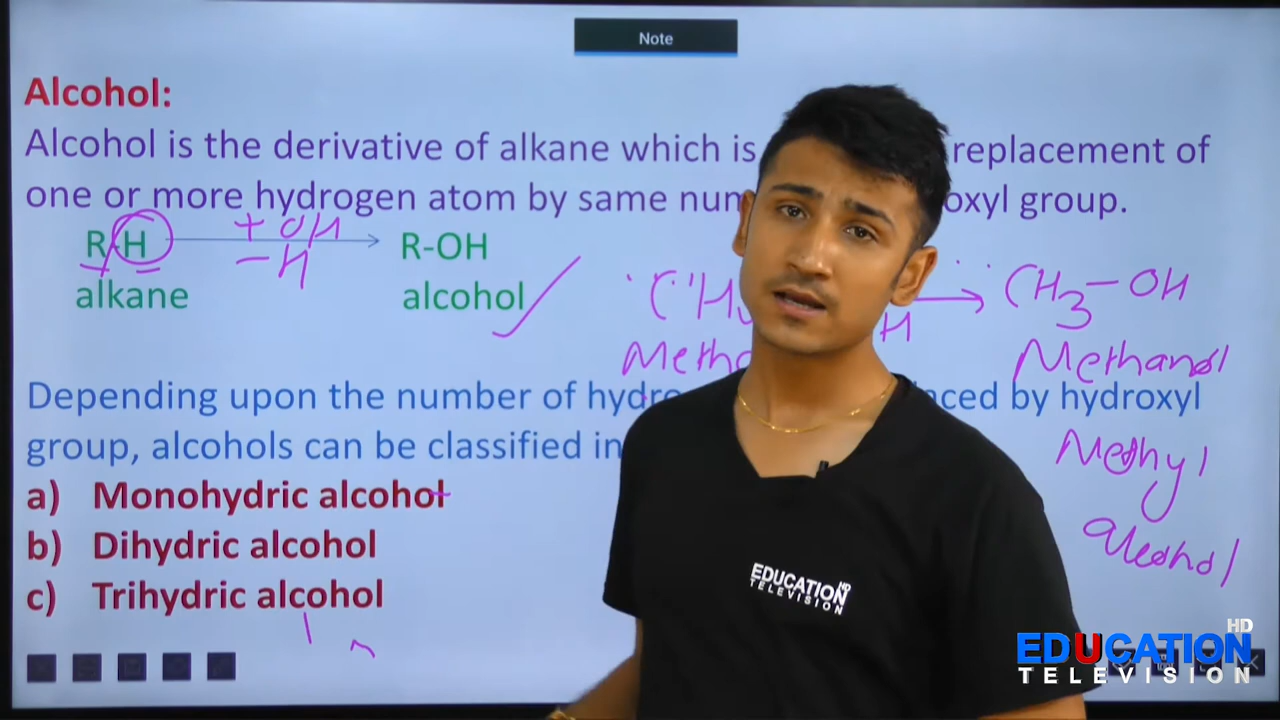 Note
Alcohol:
Alcohol is the derivative of alkane which is replacement of
one or more hydrogen atom by same num oxyl group.
R-H + OH - H R-OH CH3 H CH3-OH
alkane alcohol Metha Methanol
Depending upon the number of hydro ced by hydroxyl
group, alcohols can be classified in
Methyl
alcohol
a) Monohydric alcohol
b) Dihydric alcohol
c) Trihydric alcohol
EDUCATION HD
TELEVISION
HD
EDUCATION
TELEVISION